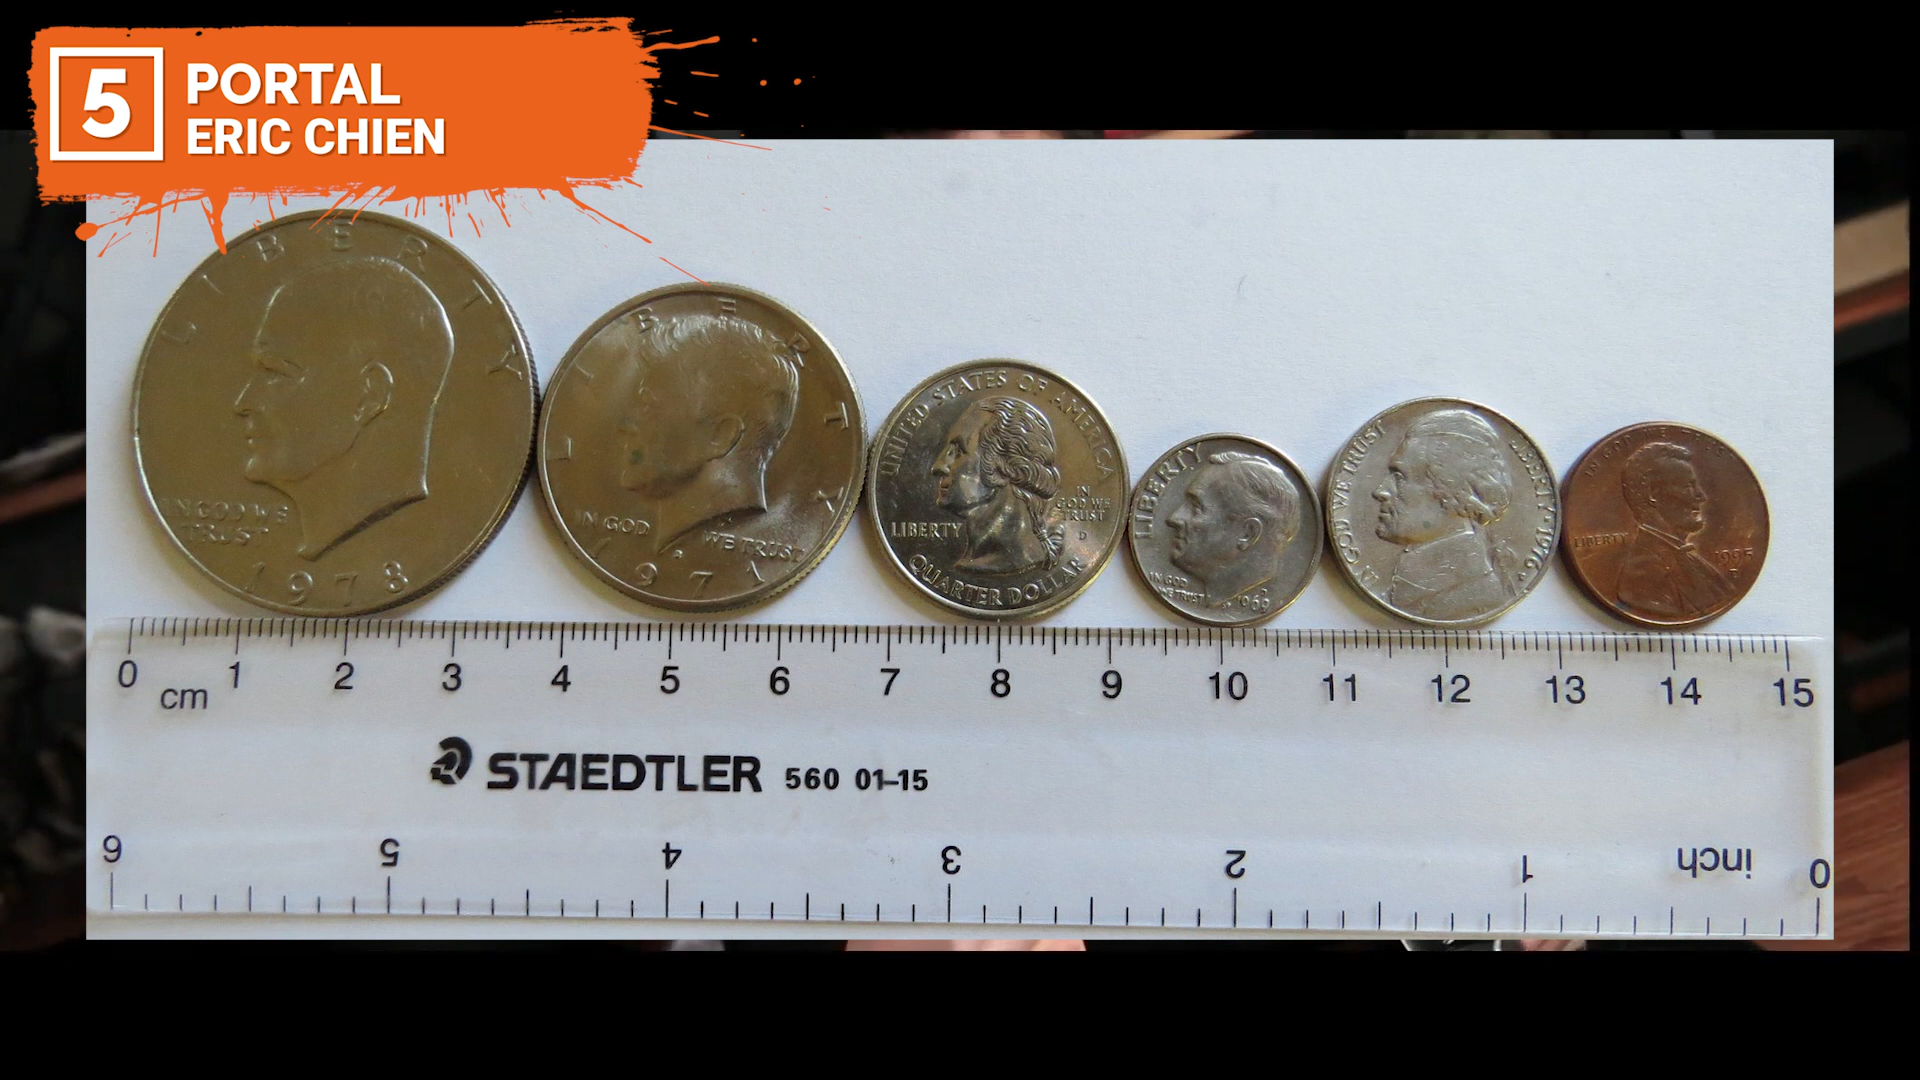 5
PORTAL
ERIC CHIEN
LIBERTY
IN GOD WE
TRUST
1978
LIBERTY
IN GOD WE TRUST
971
UNITED STATES OF AMERICA
LIBERTY
IN
GOD WE
TRUST
D
QUARTER DOLLAR
LIBERTY
IN GOD
WE TRUST
1969
IN GOD WE TRUST
LIBERTY · 1976
LIBERTY
1995
0 1 2 3 4 5 6 7 8 9 10 11 12 13 14 15
cm
STAEDTLER 560 01–15
6 5 4 3 2 1 0
inch